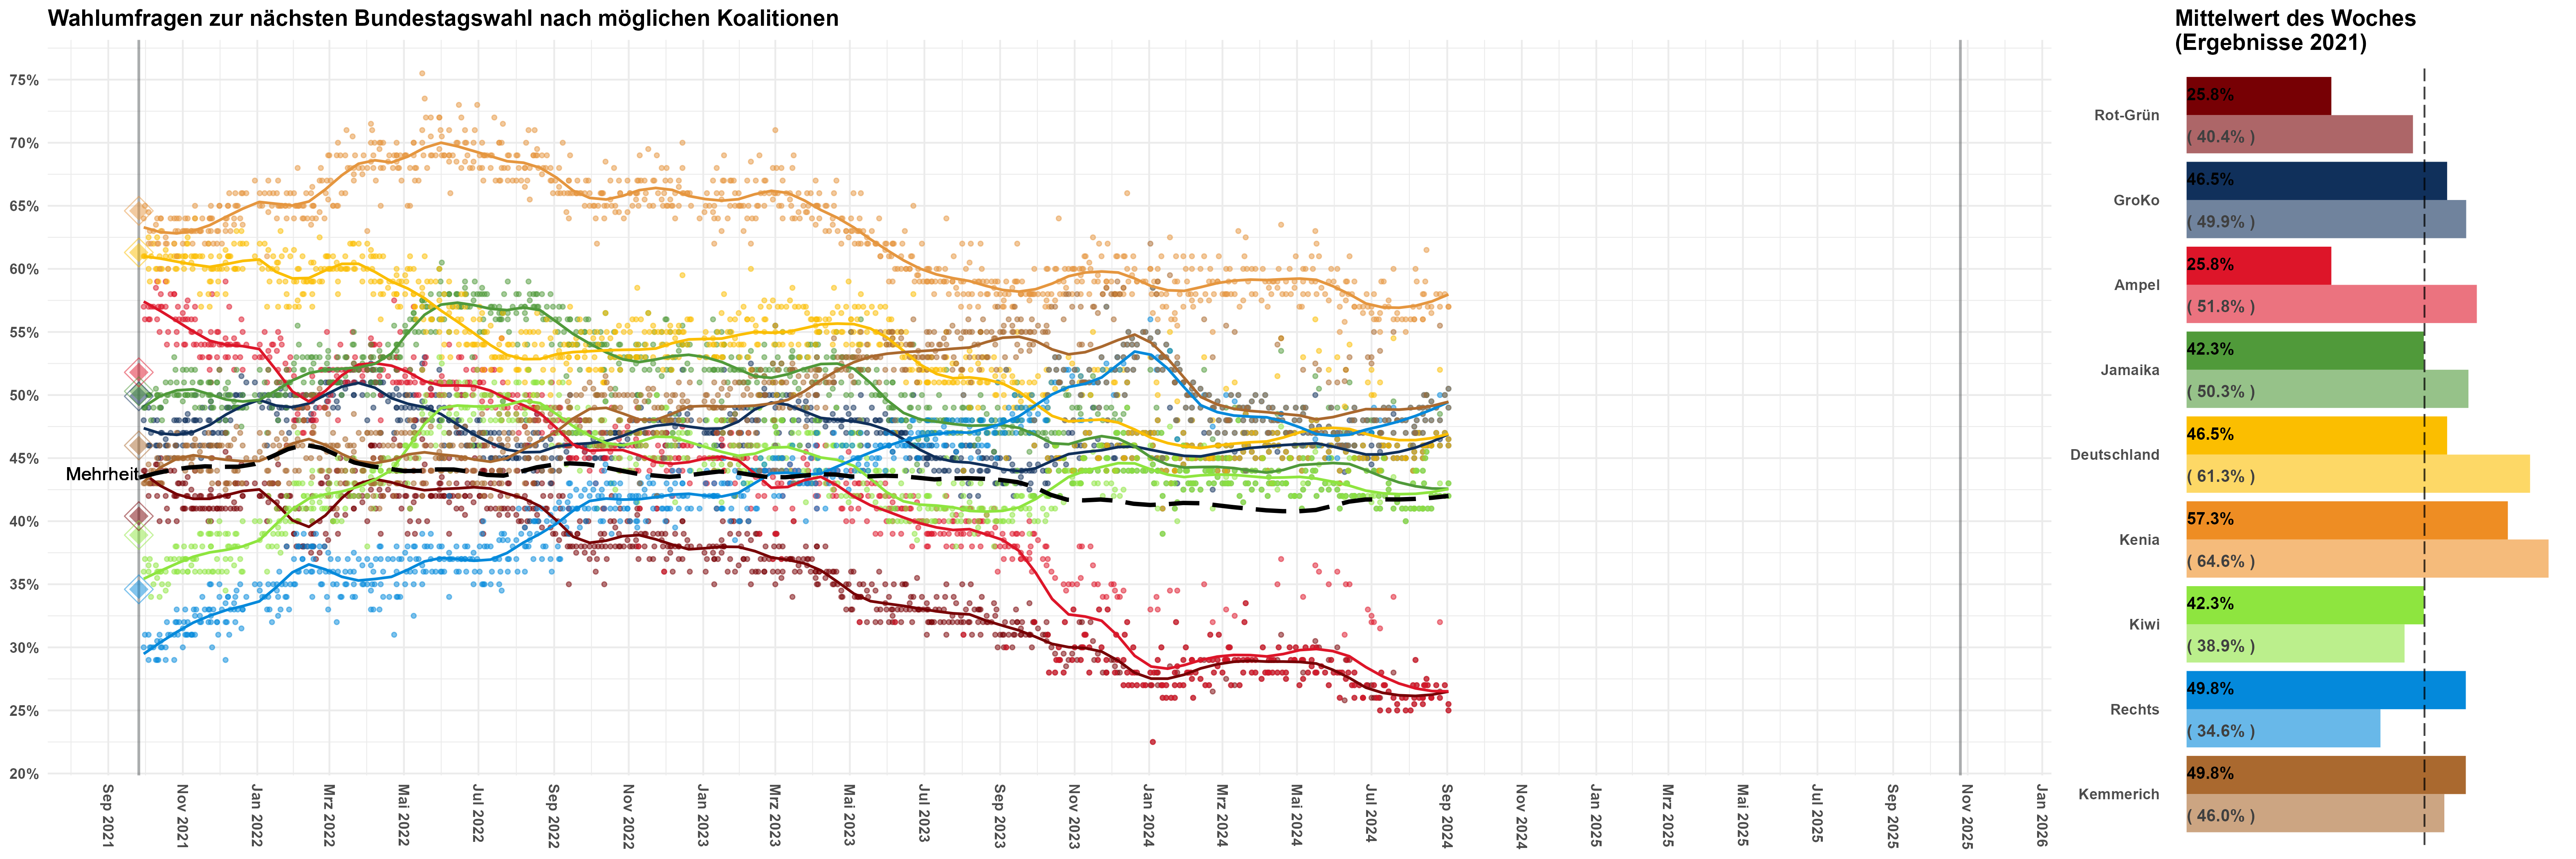 Wahlumfragen zur nächsten Bundestagswahl nach möglichen Koalitionen
75%
70%
65%
60%
55%
50%
45%
40%
35%
30%
25%
20%
Mehrheit
Sep 2021
Nov 2021
Jan 2022
Mrz 2022
Mai 2022
Jul 2022
Sep 2022
Nov 2022
Jan 2023
Mrz 2023
Mai 2023
Jul 2023
Sep 2023
Nov 2023
Jan 2024
Mrz 2024
Mai 2024
Jul 2024
Sep 2024
Nov 2024
Jan 2025
Mrz 2025
Mai 2025
Jul 2025
Sep 2025
Nov 2025
Jan 2026
Mittelwert des Woches
(Ergebnisse 2021)
Rot-Grün
25.8%
( 40.4% )
GroKo
46.5%
( 49.9% )
Ampel
25.8%
( 51.8% )
Jamaika
42.3%
( 50.3% )
Deutschland
46.5%
( 61.3% )
Kenia
57.3%
( 64.6% )
Kiwi
42.3%
( 38.9% )
Rechts
49.8%
( 34.6% )
Kemmerich
49.8%
( 46.0% )